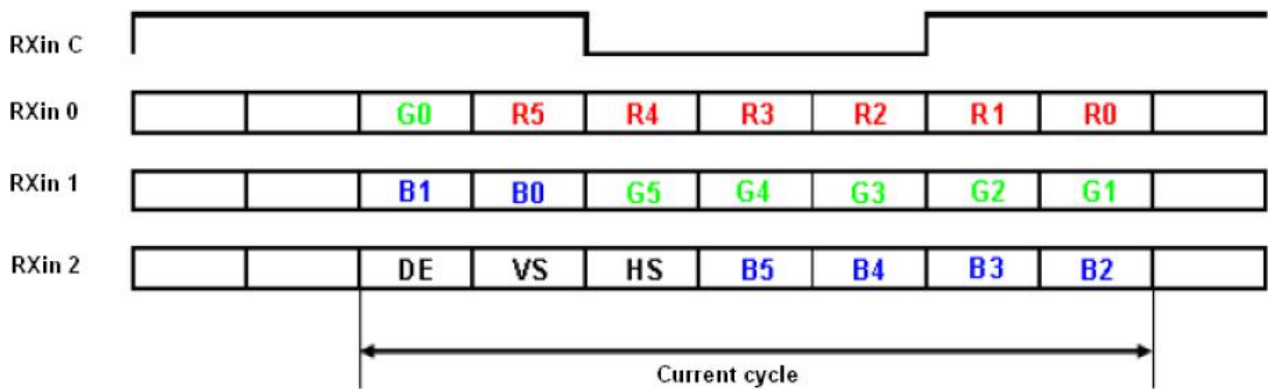 RXin C
RXin 0 G0 R5 R4 R3 R2 R1 R0
RXin 1 B1 B0 G5 G4 G3 G2 G1
RXin 2 DE VS HS B5 B4 B3 B2
Current cycle